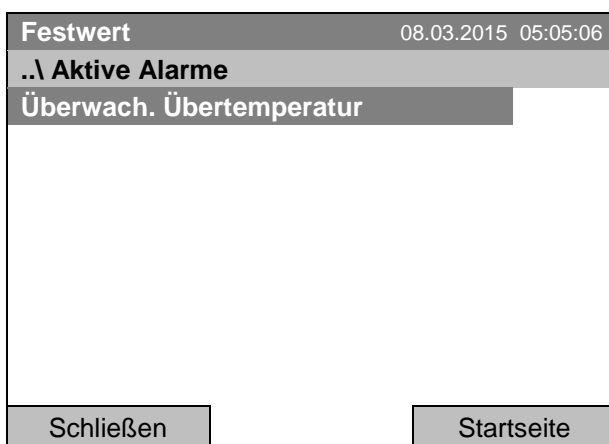 Festwert 08.03.2015 05:05:06
..\ Aktive Alarme
Überwach. Übertemperatur
Schließen Startseite